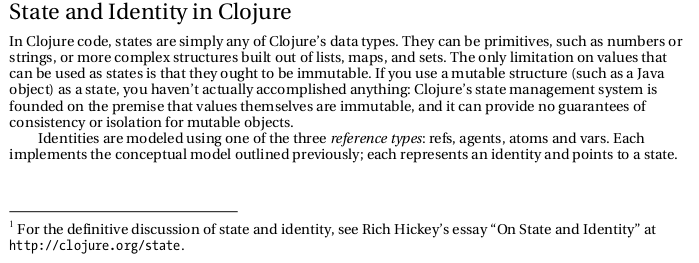 State and Identity in Clojure
In Clojure code, states are simply any of Clojure's data types. They can be primitives, such as numbers or
strings, or more complex structures built out of lists, maps, and sets. The only limitation on values that
can be used as states is that they ought to be immutable. If you use a mutable structure (such as a Java
object) as a state, you haven't actually accomplished anything: Clojure's state management system is
founded on the premise that values themselves are immutable, and it can provide no guarantees of
consistency or isolation for mutable objects.
Identities are modeled using one of the three reference types: refs, agents, atoms and vars. Each
implements the conceptual model outlined previously; each represents an identity and points to a state.
1 For the definitive discussion of state and identity, see Rich Hickey's essay “On State and Identity” at
http://clojure.org/state.